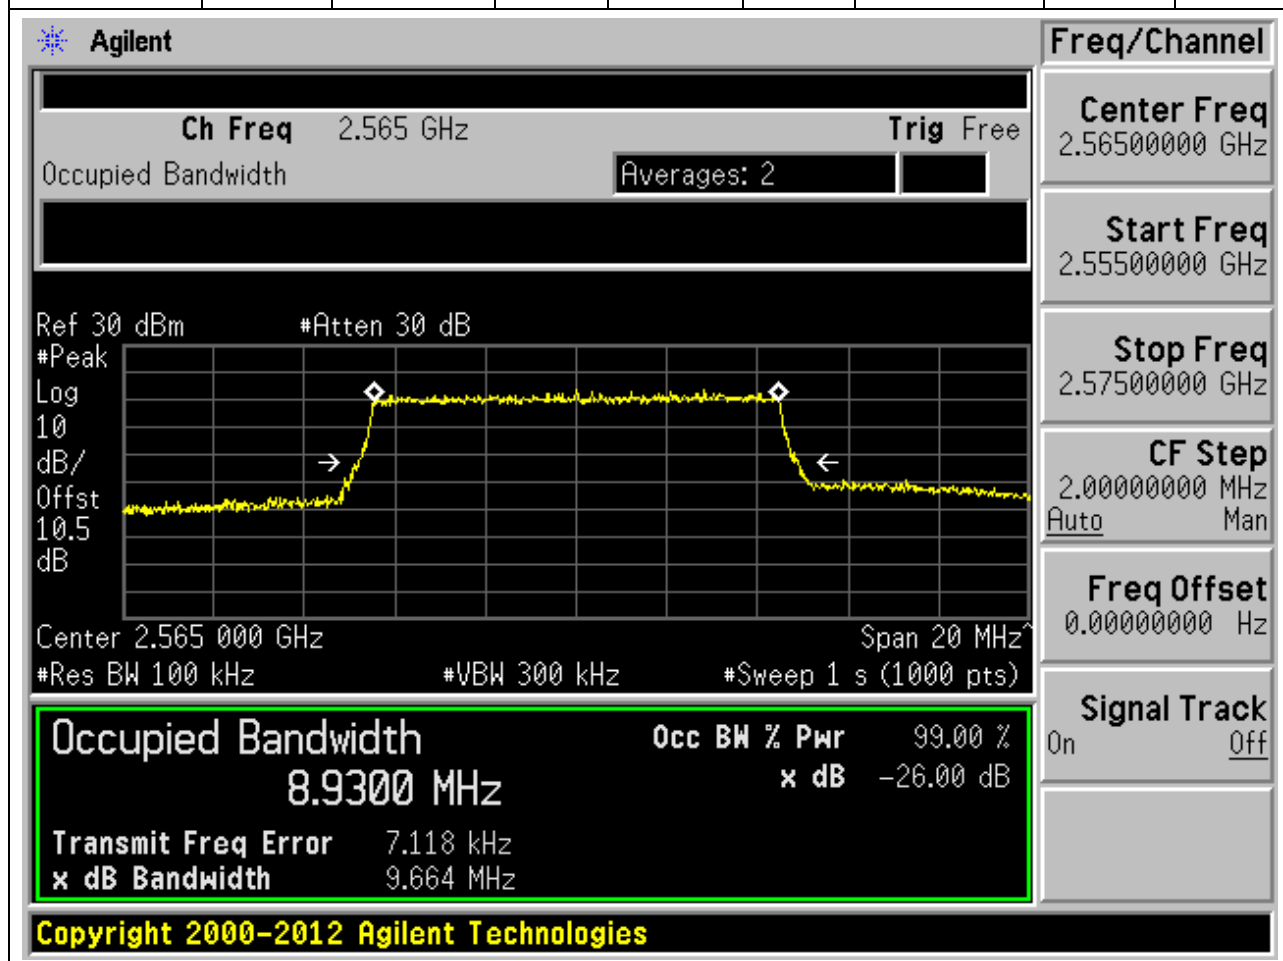 Agilent
Freq/Channel
Ch Freq 2.565 GHz Trig Free
Occupied Bandwidth Averages: 2
Center Freq
2.56500000 GHz
Start Freq
2.55500000 GHz
Stop Freq
2.57500000 GHz
CF Step
2.00000000 MHz
Auto Man
Freq Offset
0.00000000 Hz
Signal Track
On Off
Ref 30 dBm #Atten 30 dB
#Peak
Log
10
dB/
Offst
10.5
dB
Center 2.565 000 GHz Span 20 MHz^
#Res BW 100 kHz #VBW 300 kHz #Sweep 1 s (1000 pts)
Occupied Bandwidth Occ BW % Pwr 99.00 %
8.9300 MHz x dB -26.00 dB
Transmit Freq Error 7.118 kHz
x dB Bandwidth 9.664 MHz
Copyright 2000-2012 Agilent Technologies